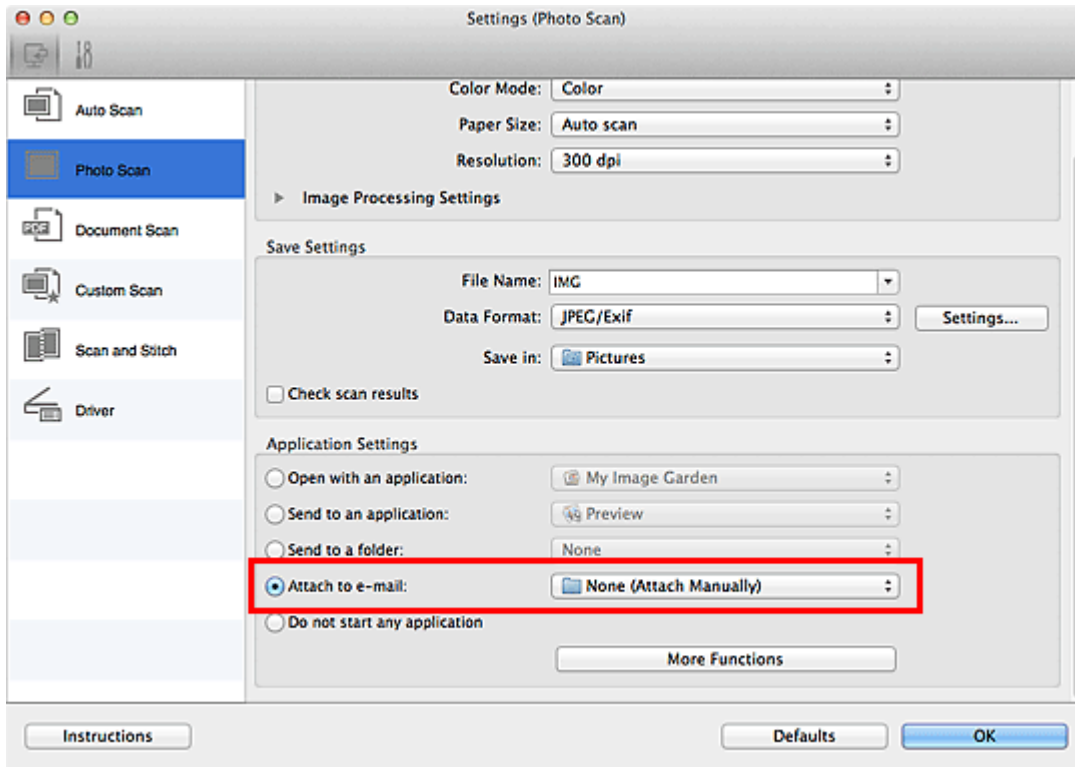 Settings (Photo Scan)
Auto Scan
Photo Scan
PDF
Document Scan
Custom Scan
Scan and Stitch
Driver
Color Mode: Color
Paper Size: Auto scan
Resolution: 300 dpi
Image Processing Settings
Save Settings
File Name: IMG
Data Format: JPEG/Exif Settings...
Save in: Pictures
Check scan results
Application Settings
Open with an application: My Image Garden
Send to an application: Preview
Send to a folder: None
Attach to e-mail: None (Attach Manually)
Do not start any application
More Functions
Instructions Defaults OK